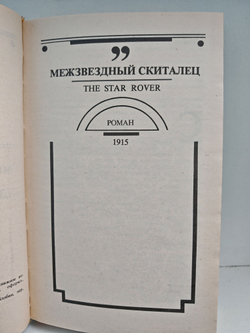 ”
МЕЖЗВЕЗДНЫЙ СКИТАЛЕЦ
THE STAR ROVER
РОМАН
1915